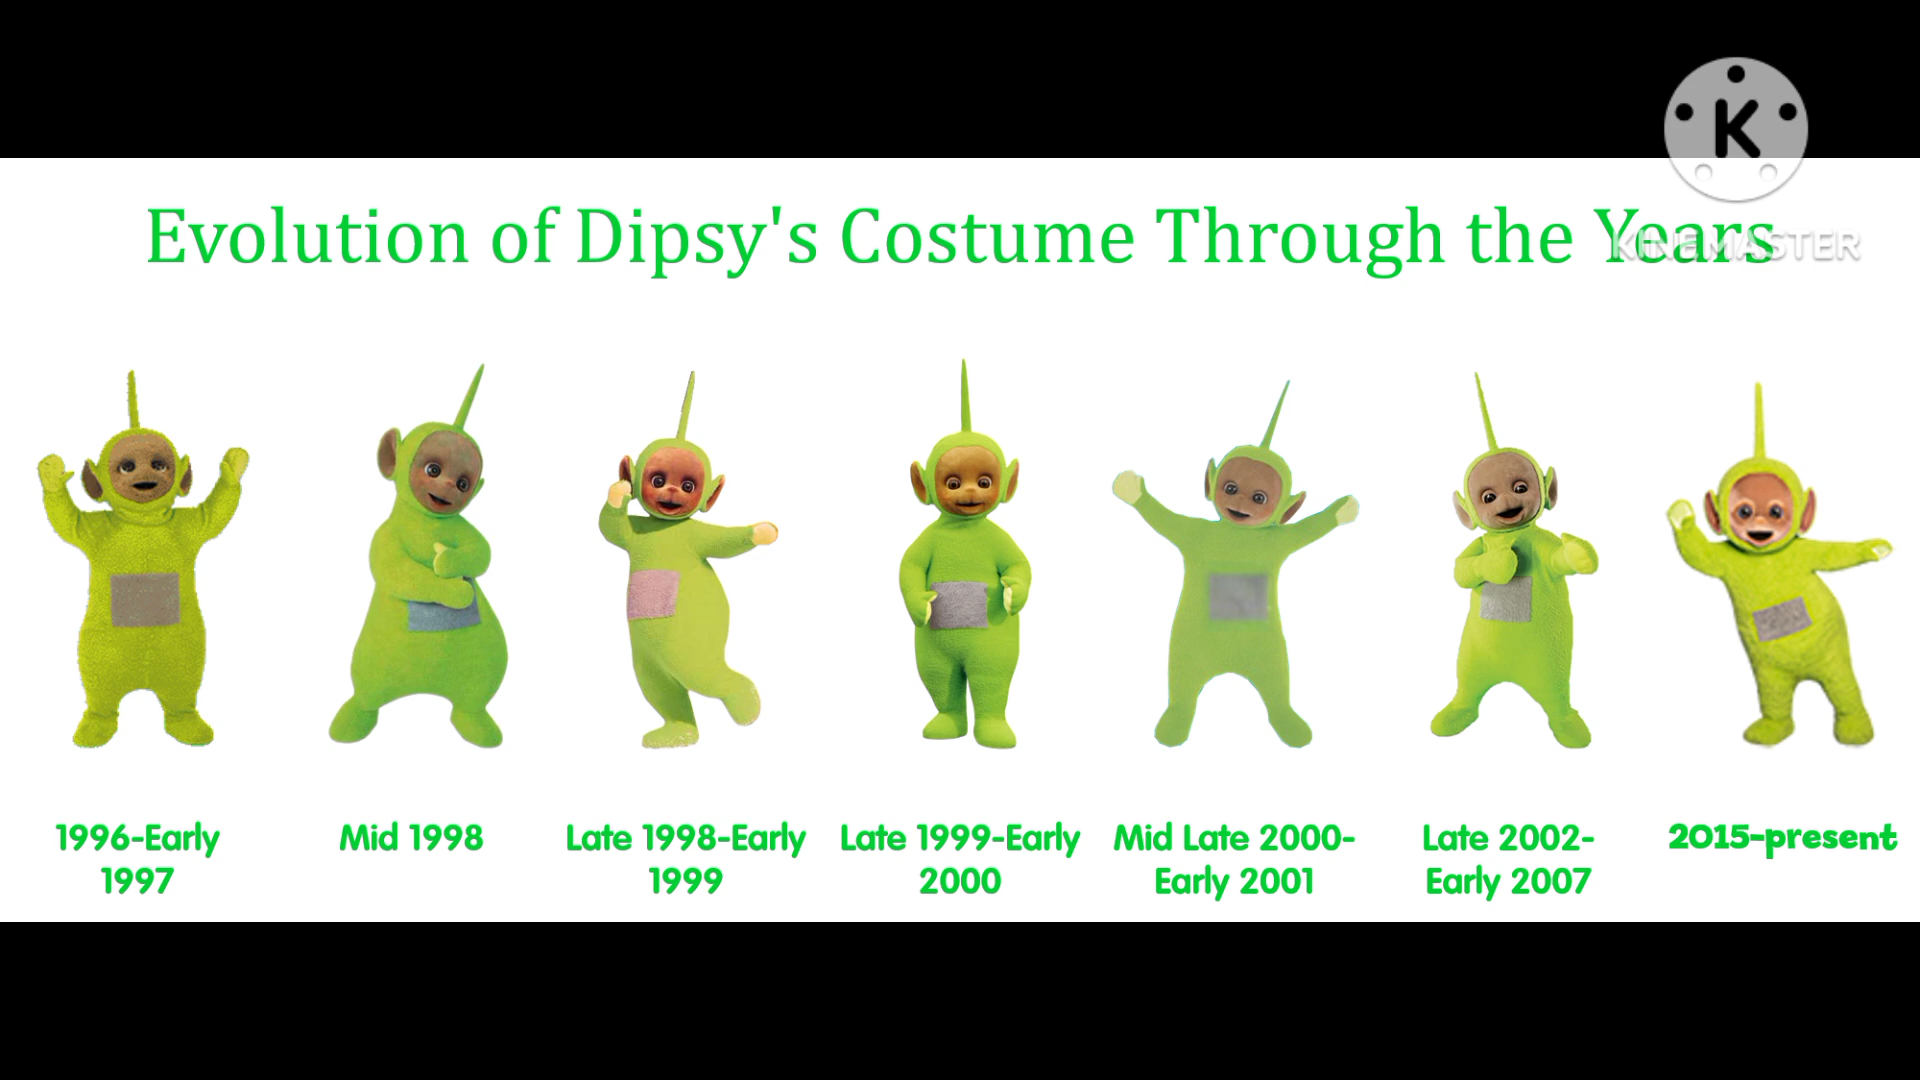 K
Evolution of Dipsy's Costume Through the Years
KINEMASTER
1996-Early
1997
Mid 1998
Late 1998-Early
1999
Late 1999-Early
2000
Mid Late 2000-
Early 2001
Late 2002-
Early 2007
2015-present